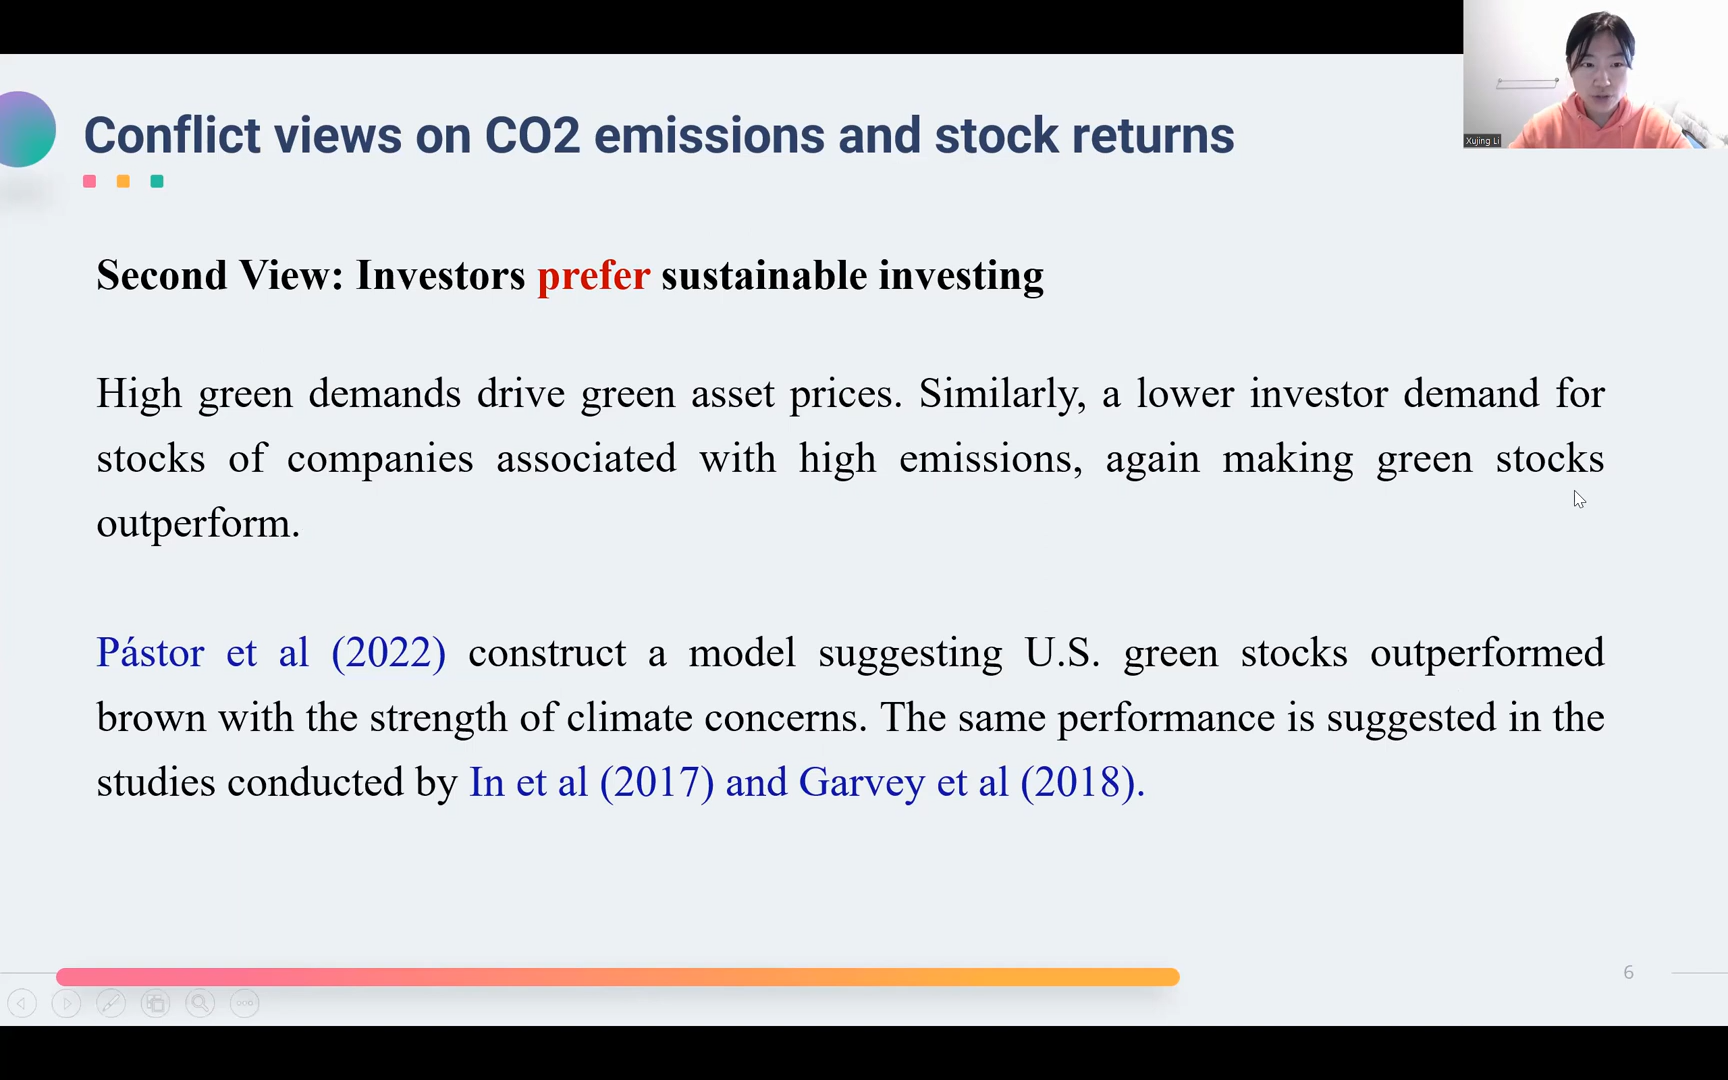 Xujing Li
Conflict views on CO2 emissions and stock returns
Second View: Investors prefer sustainable investing
High green demands drive green asset prices. Similarly, a lower investor demand for
stocks of companies associated with high emissions, again making green stocks
outperform.
Pástor et al (2022) construct a model suggesting U.S. green stocks outperformed
brown with the strength of climate concerns. The same performance is suggested in the
studies conducted by In et al (2017) and Garvey et al (2018).
6